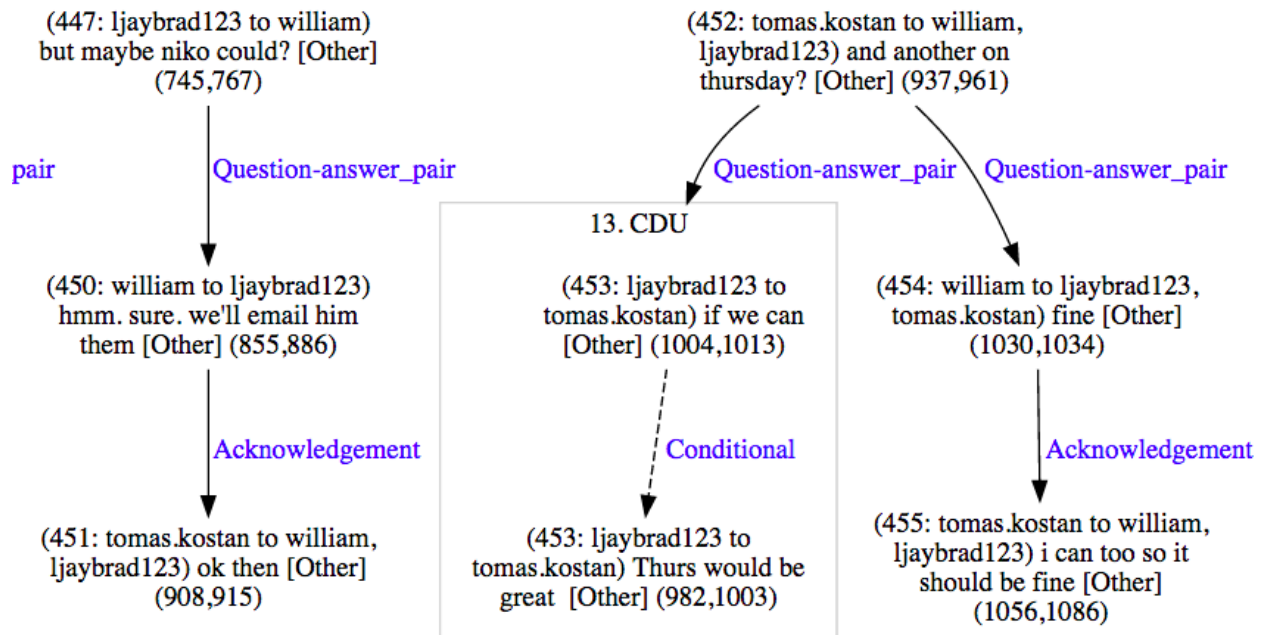 (447: ljaybrad123 to william)
but maybe niko could? [Other]
(745,767)
(452: tomas.kostan to william,
ljaybrad123) and another on
thursday? [Other] (937,961)
pair
Question-answer_pair
Question-answer_pair
Question-answer_pair
13. CDU
(450: william to ljaybrad123)
hmm. sure. we'll email him
them [Other] (855,886)
(453: ljaybrad123 to
tomas.kostan) if we can
[Other] (1004,1013)
(454: william to ljaybrad123,
tomas.kostan) fine [Other]
(1030,1034)
Acknowledgement
Conditional
Acknowledgement
(451: tomas.kostan to william,
ljaybrad123) ok then [Other]
(908,915)
(453: ljaybrad123 to
tomas.kostan) Thurs would be
great [Other] (982,1003)
(455: tomas.kostan to william,
ljaybrad123) i can too so it
should be fine [Other]
(1056,1086)